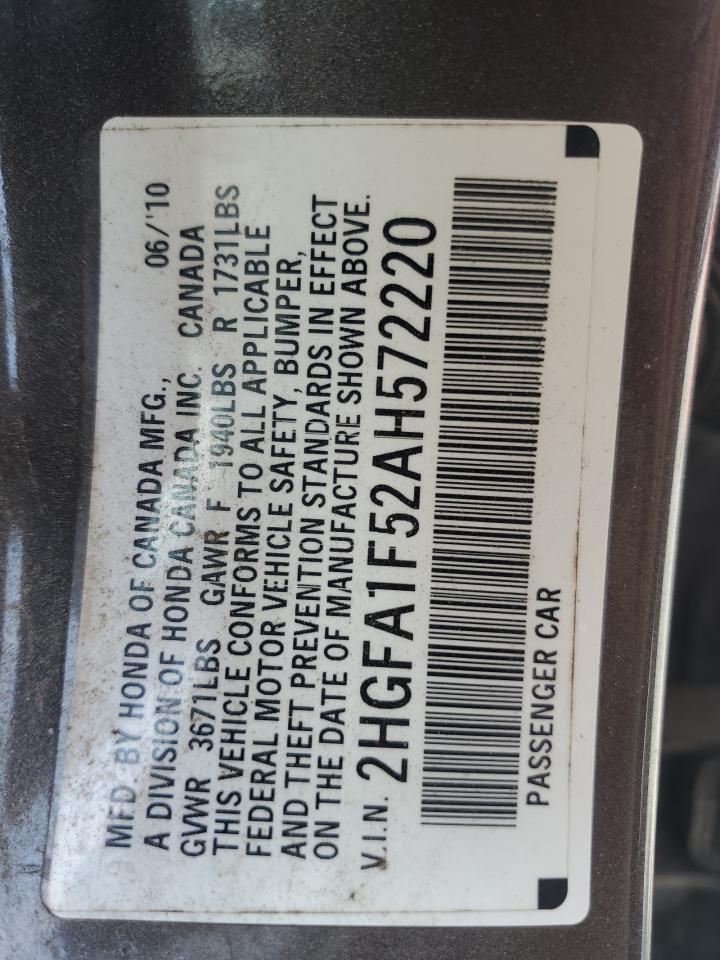 MFD. BY HONDA OF CANADA MFG., 06/'10
A DIVISION OF HONDA CANADA INC. CANADA
GVWR 3671LBS GAWR F 1940LBS R 1731LBS
THIS VEHICLE CONFORMS TO ALL APPLICABLE
FEDERAL MOTOR VEHICLE SAFETY, BUMPER,
AND THEFT PREVENTION STANDARDS IN EFFECT
ON THE DATE OF MANUFACTURE SHOWN ABOVE.
V.I.N. 2HGFA1F52AH572220
PASSENGER CAR